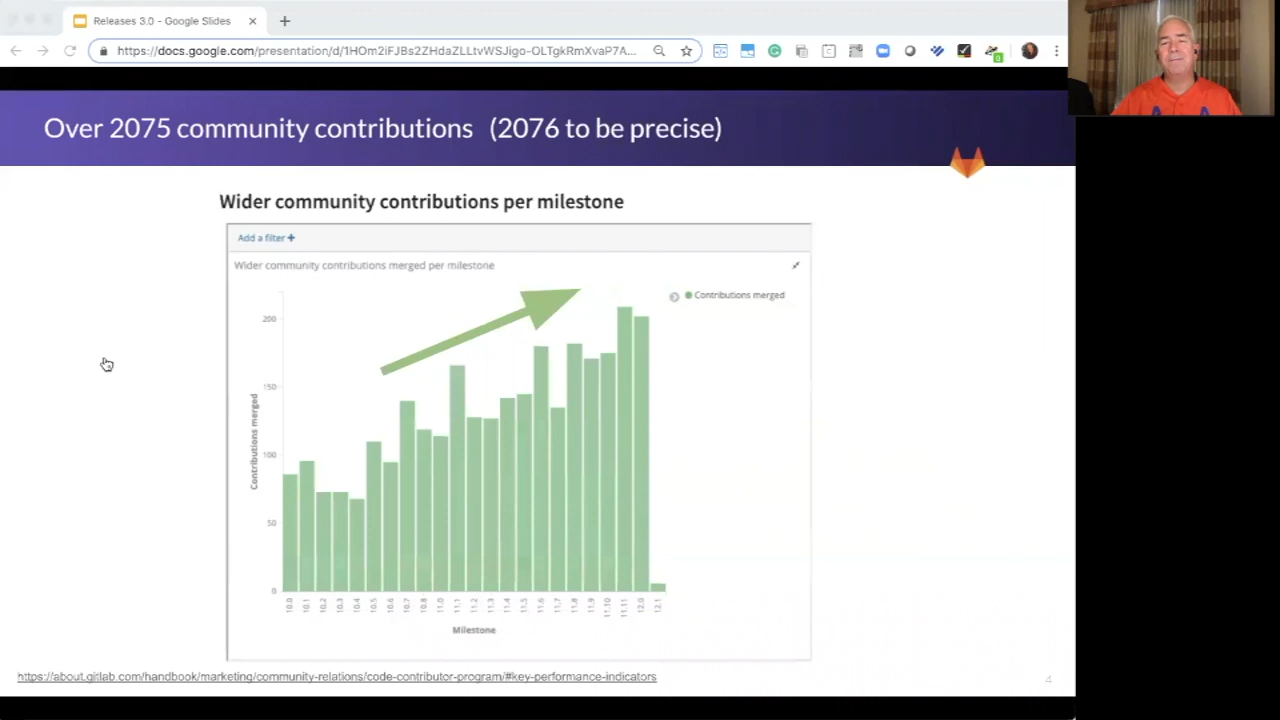 Releases 3.0 - Google Slides
https://docs.google.com/presentation/d/1HOm2iFJBs2ZHdaZLLtvWSJigo-OLTgkRmXvaP7A...
Over 2075 community contributions (2076 to be precise)
Wider community contributions per milestone
Add a filter +
Wider community contributions merged per milestone
Contributions merged
200
150
100
50
0
Contributions merged
10.0 10.1 10.2 10.3 10.4 10.5 10.6 10.7 10.8 11.0 11.1 11.2 11.3 11.4 11.5 11.6 11.7 11.8 11.9 11.10 11.11 12.0 12.1
Milestone
https://about.gitlab.com/handbook/marketing/community-relations/code-contributor-program/#key-performance-indicators
4